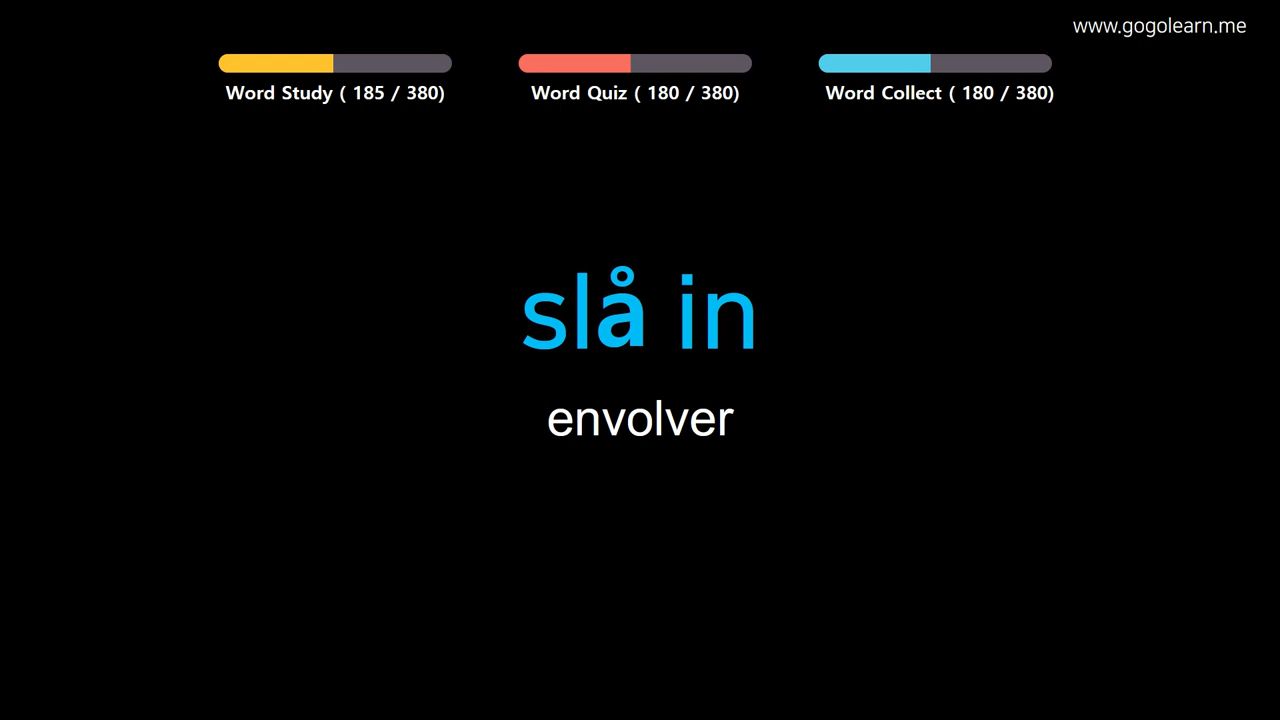 www.gogolearn.me
Word Study ( 185 / 380)
Word Quiz ( 180 / 380)
Word Collect ( 180 / 380)
slå in
envolver